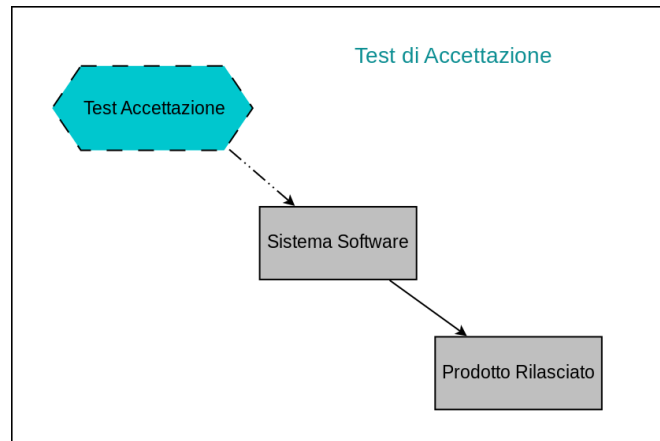 Test di Accettazione
Test Accettazione
Sistema Software
Prodotto Rilasciato